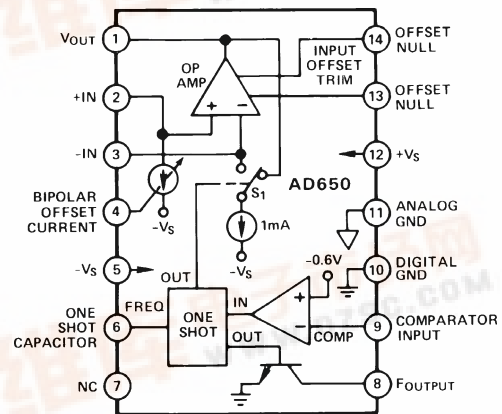 VOUT
1
+IN
2
-IN
3
BIPOLAR
OFFSET
CURRENT
4
-VS
5
ONE
SHOT
CAPACITOR
6
NC
7
OP
AMP
+ −
INPUT
OFFSET
TRIM
S1
AD650
1mA
-VS
-VS
OUT
FREQ
ONE
SHOT
IN
OUT
-0.6V
+
−
COMP
14
OFFSET
NULL
13
OFFSET
NULL
12
+VS
11
ANALOG
GND
10
DIGITAL
GND
9
COMPARATOR
INPUT
8
FOUTPUT